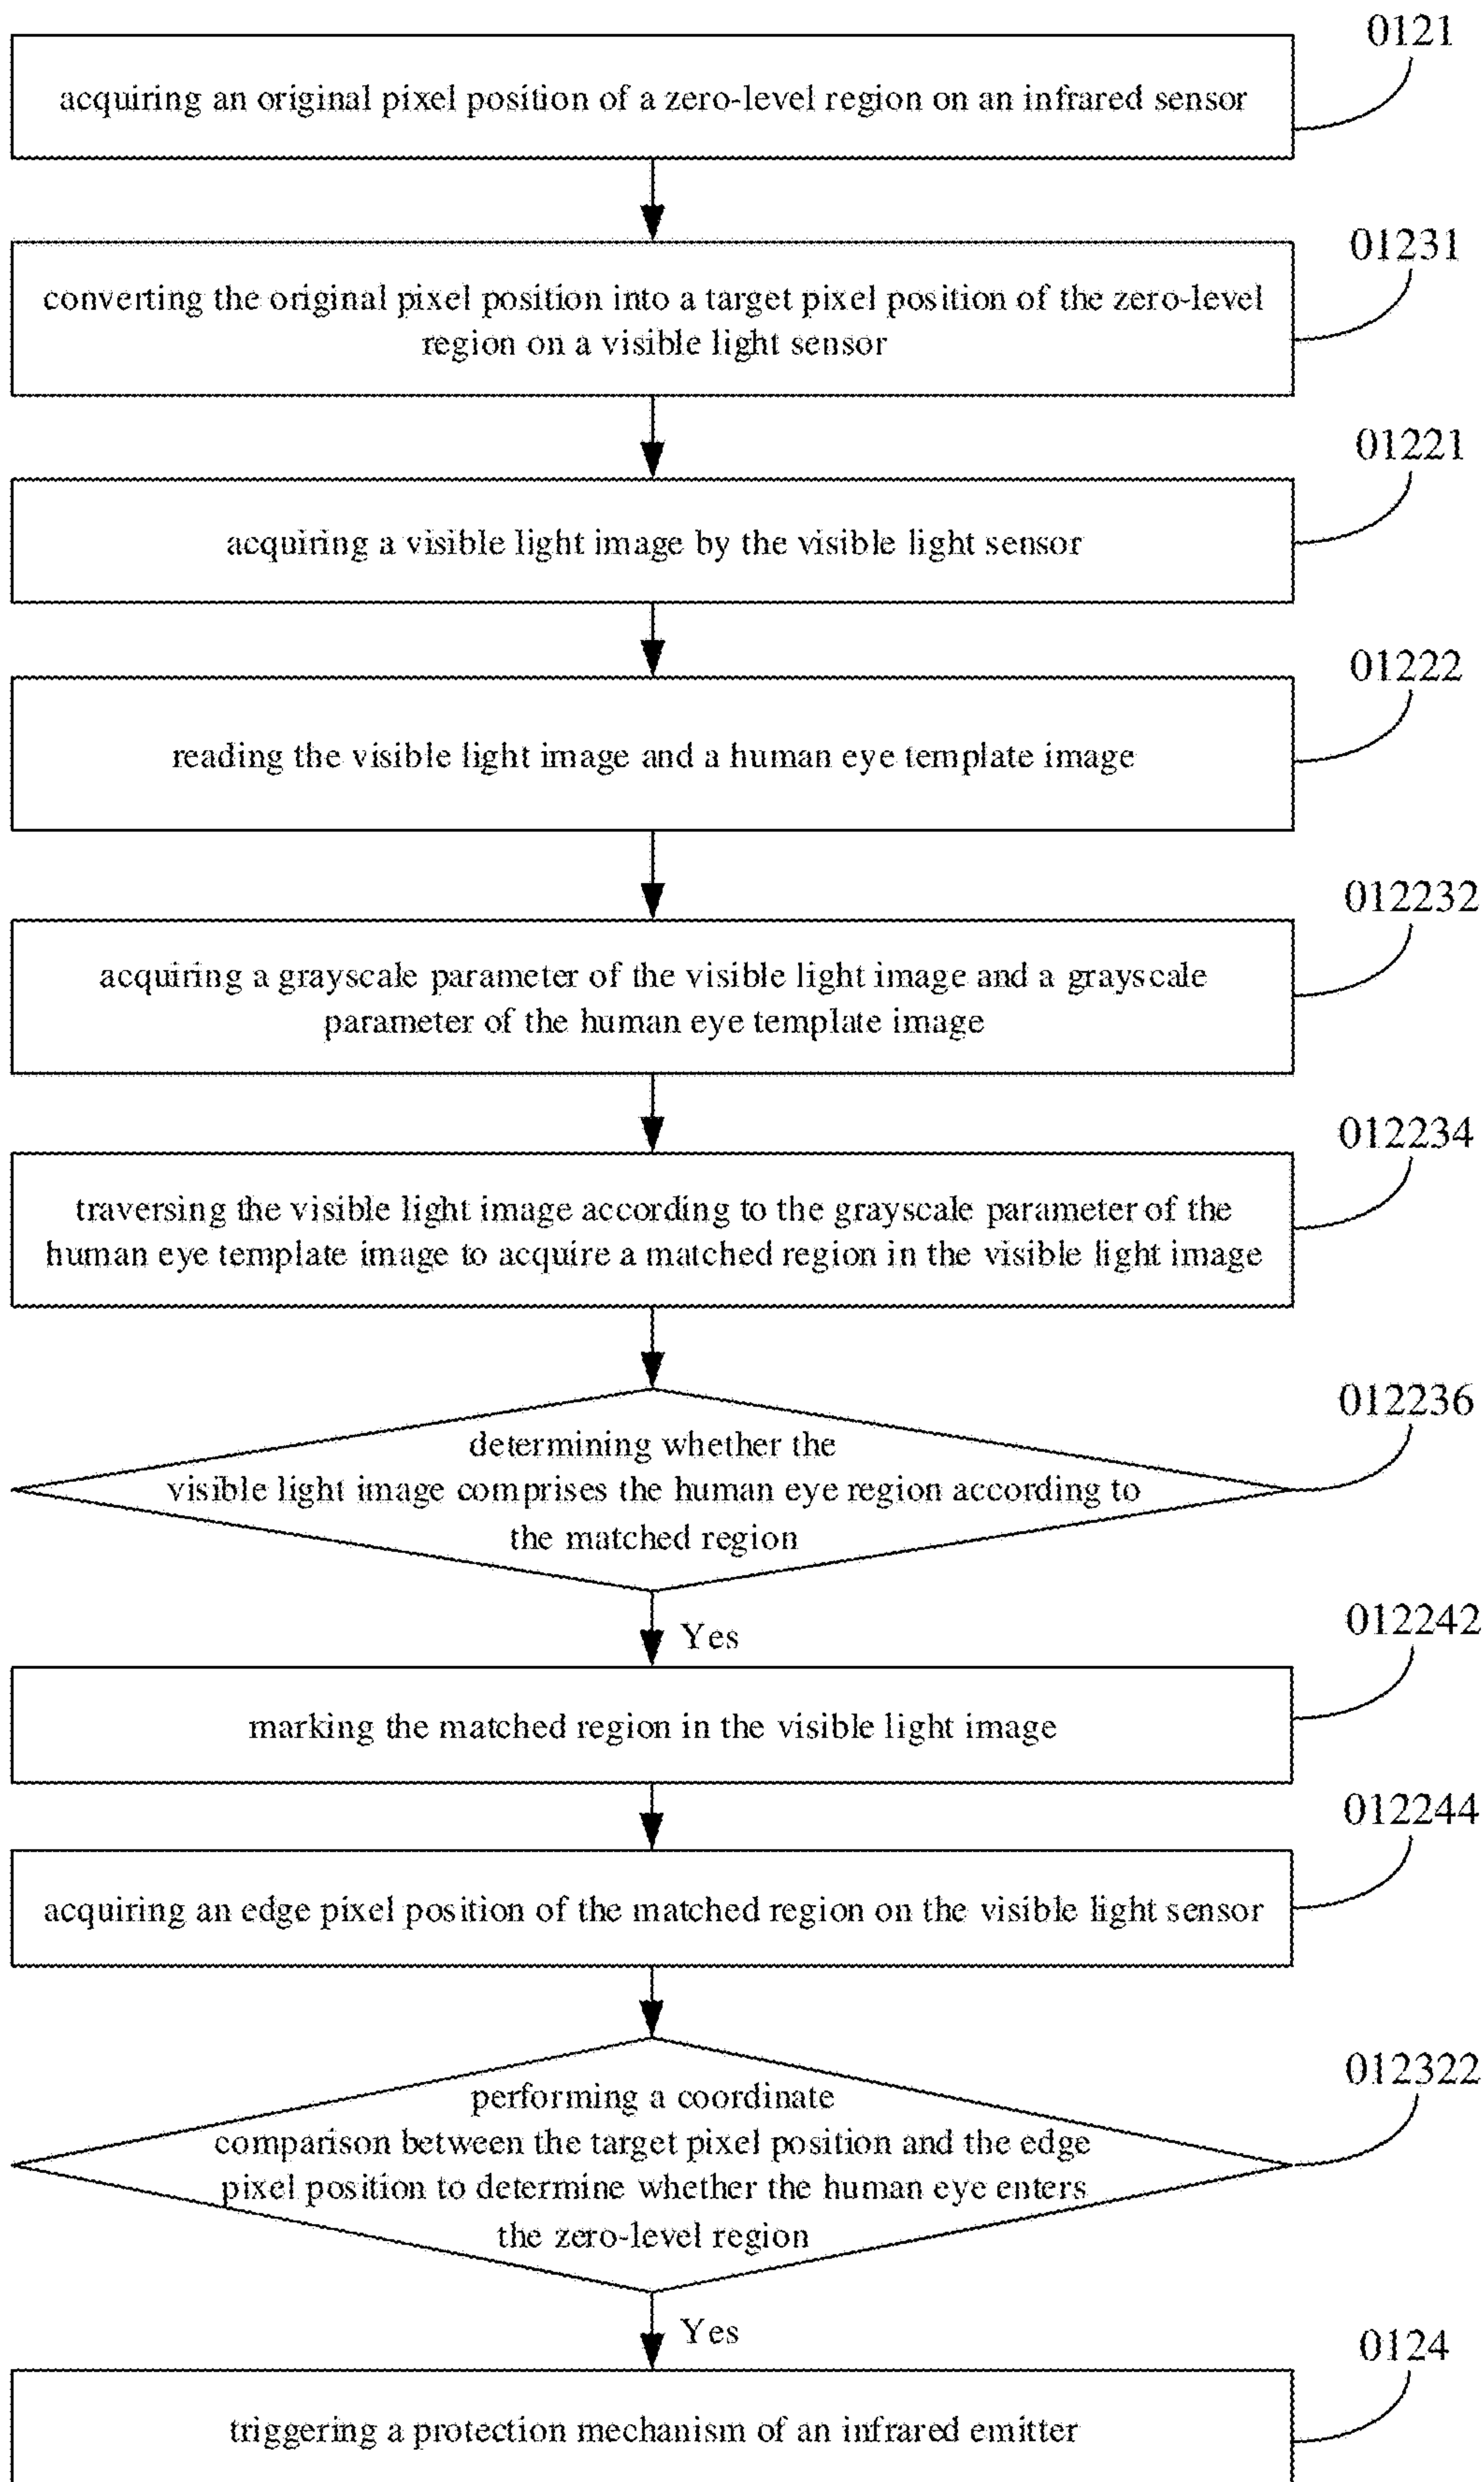 0121
acquiring an original pixel position of a zero-level region on an infrared sensor
01231
converting the original pixel position into a target pixel position of the zero-level
region on a visible light sensor
01221
acquiring a visible light image by the visible light sensor
01222
reading the visible light image and a human eye template image
012232
acquiring a grayscale parameter of the visible light image and a grayscale
parameter of the human eye template image
012234
traversing the visible light image according to the grayscale parameter of the
human eye template image to acquire a matched region in the visible light image
012236
determining whether the
visible light image comprises the human eye region according to
the matched region
Yes
012242
marking the matched region in the visible light image
012244
acquiring an edge pixel position of the matched region on the visible light sensor
012322
performing a coordinate
comparison between the target pixel position and the edge
pixel position to determine whether the human eye enters
the zero-level region
Yes
0124
triggering a protection mechanism of an infrared emitter